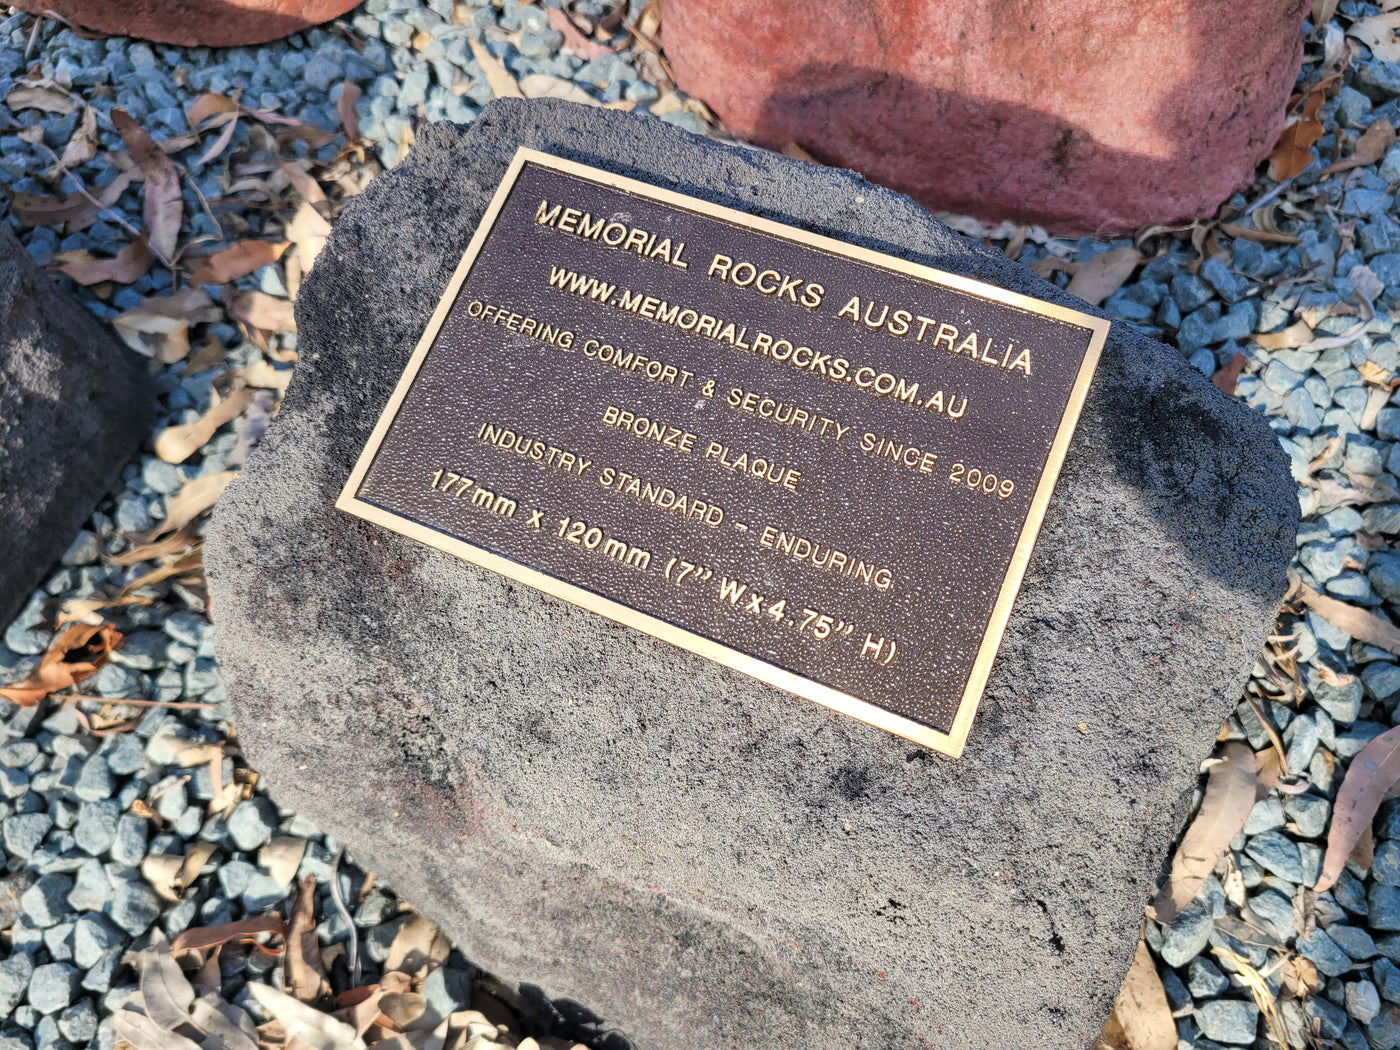 MEMORIAL ROCKS AUSTRALIA
WWW.MEMORIALROCKS.COM.AU
OFFERING COMFORT & SECURITY SINCE 2009
BRONZE PLAQUE
INDUSTRY STANDARD - ENDURING
177mm x 120mm (7" W x 4.75" H)